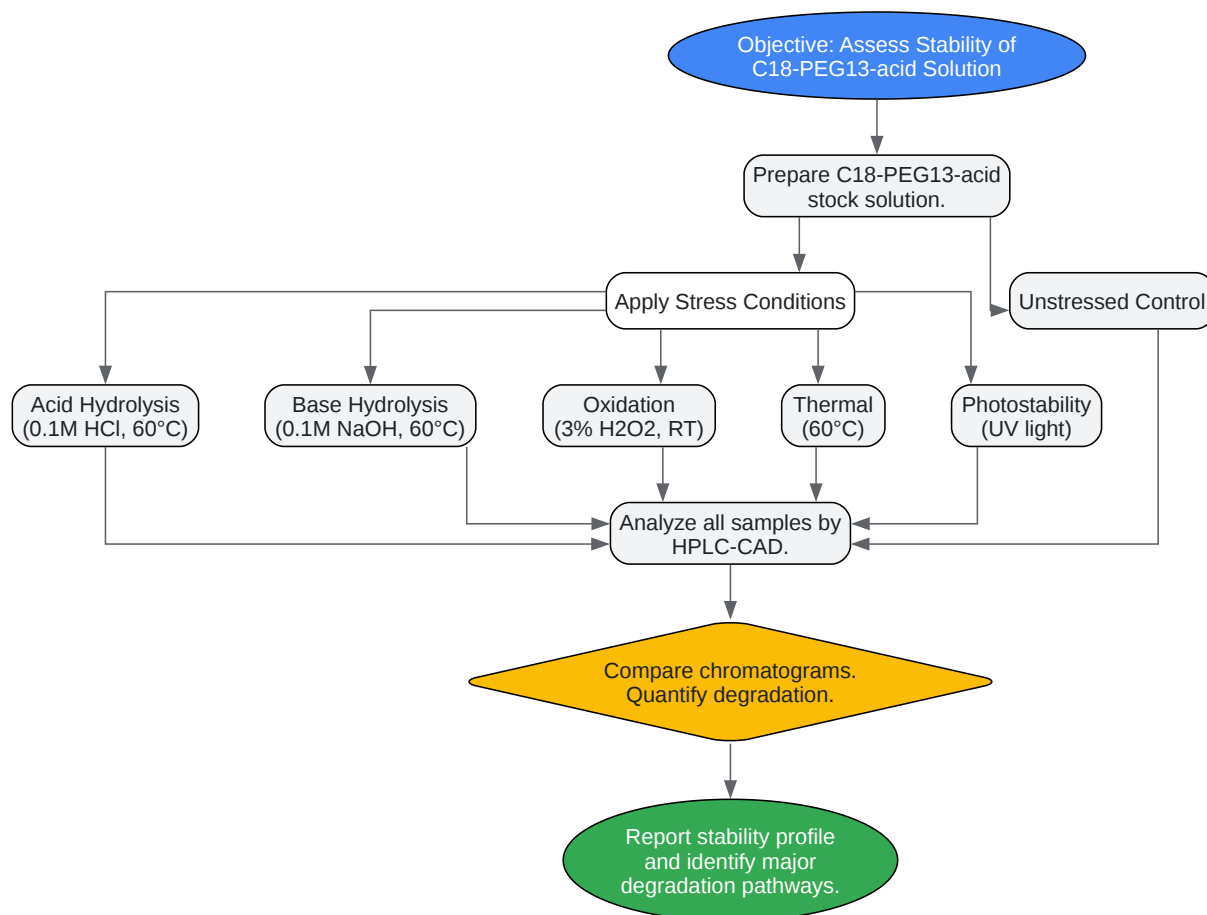 Objective: Assess Stability of
C18-PEG13-acid Solution
Prepare C18-PEG13-acid
stock solution.
Apply Stress Conditions
Unstressed Control
Acid Hydrolysis
(0.1M HCl, 60°C)
Base Hydrolysis
(0.1M NaOH, 60°C)
Oxidation
(3% H2O2, RT)
Thermal
(60°C)
Photostability
(UV light)
Analyze all samples by
HPLC-CAD.
Compare chromatograms.
Quantify degradation.
Report stability profile
and identify major
degradation pathways.